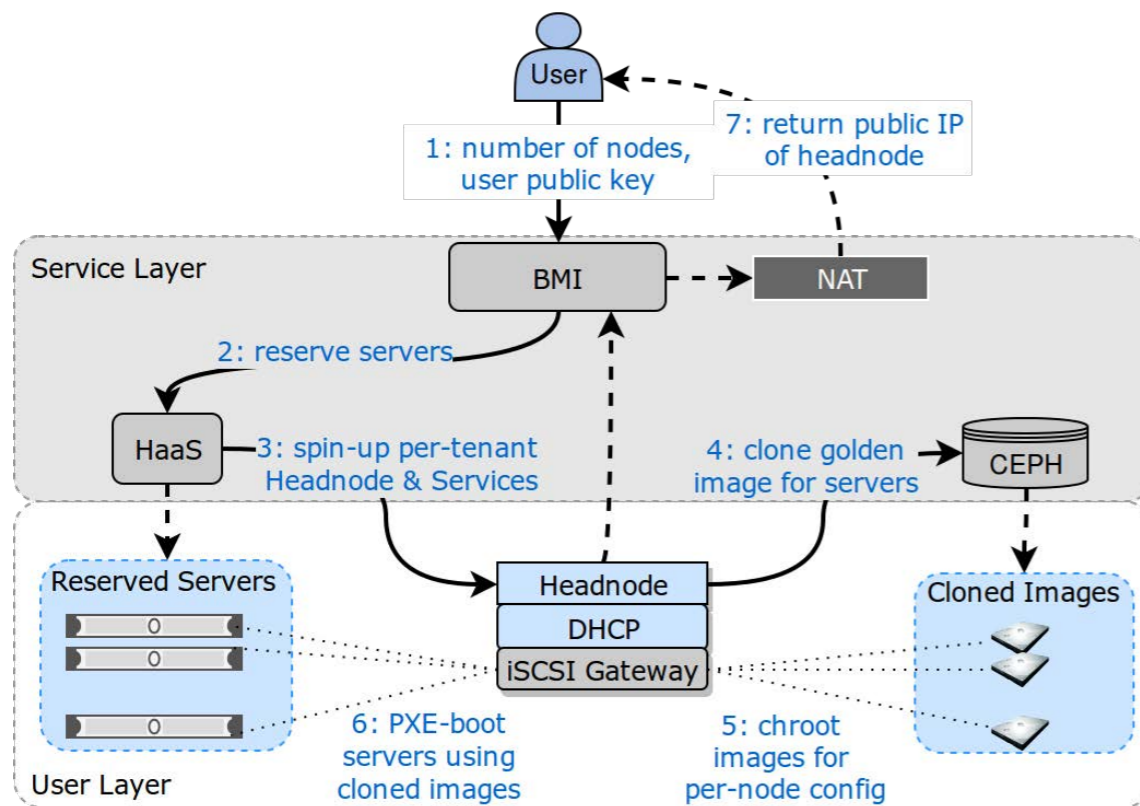 User
1: number of nodes,
user public key
7: return public IP
of headnode
Service Layer
BMI
NAT
2: reserve servers
HaaS
3: spin-up per-tenant
Headnode & Services
4: clone golden
image for servers
CEPH
Reserved Servers
Headnode
DHCP
iSCSI Gateway
Cloned Images
6: PXE-boot
servers using
cloned images
5: chroot
images for
per-node config
User Layer